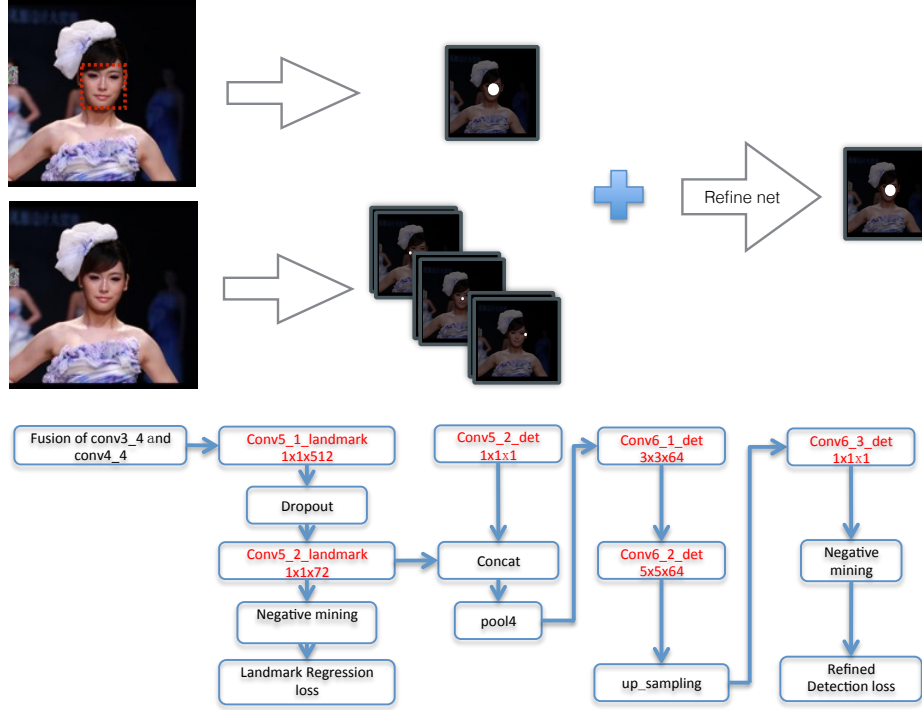 Refine net
Fusion of conv3_4 and
conv4_4
Conv5_1_landmark
1x1x512
Dropout
Conv5_2_landmark
1x1x72
Negative mining
Landmark Regression
loss
Conv5_2_det
1x1x1
Concat
pool4
Conv6_1_det
3x3x64
Conv6_2_det
5x5x64
up_sampling
Conv6_3_det
1x1x1
Negative
mining
Refined
Detection loss